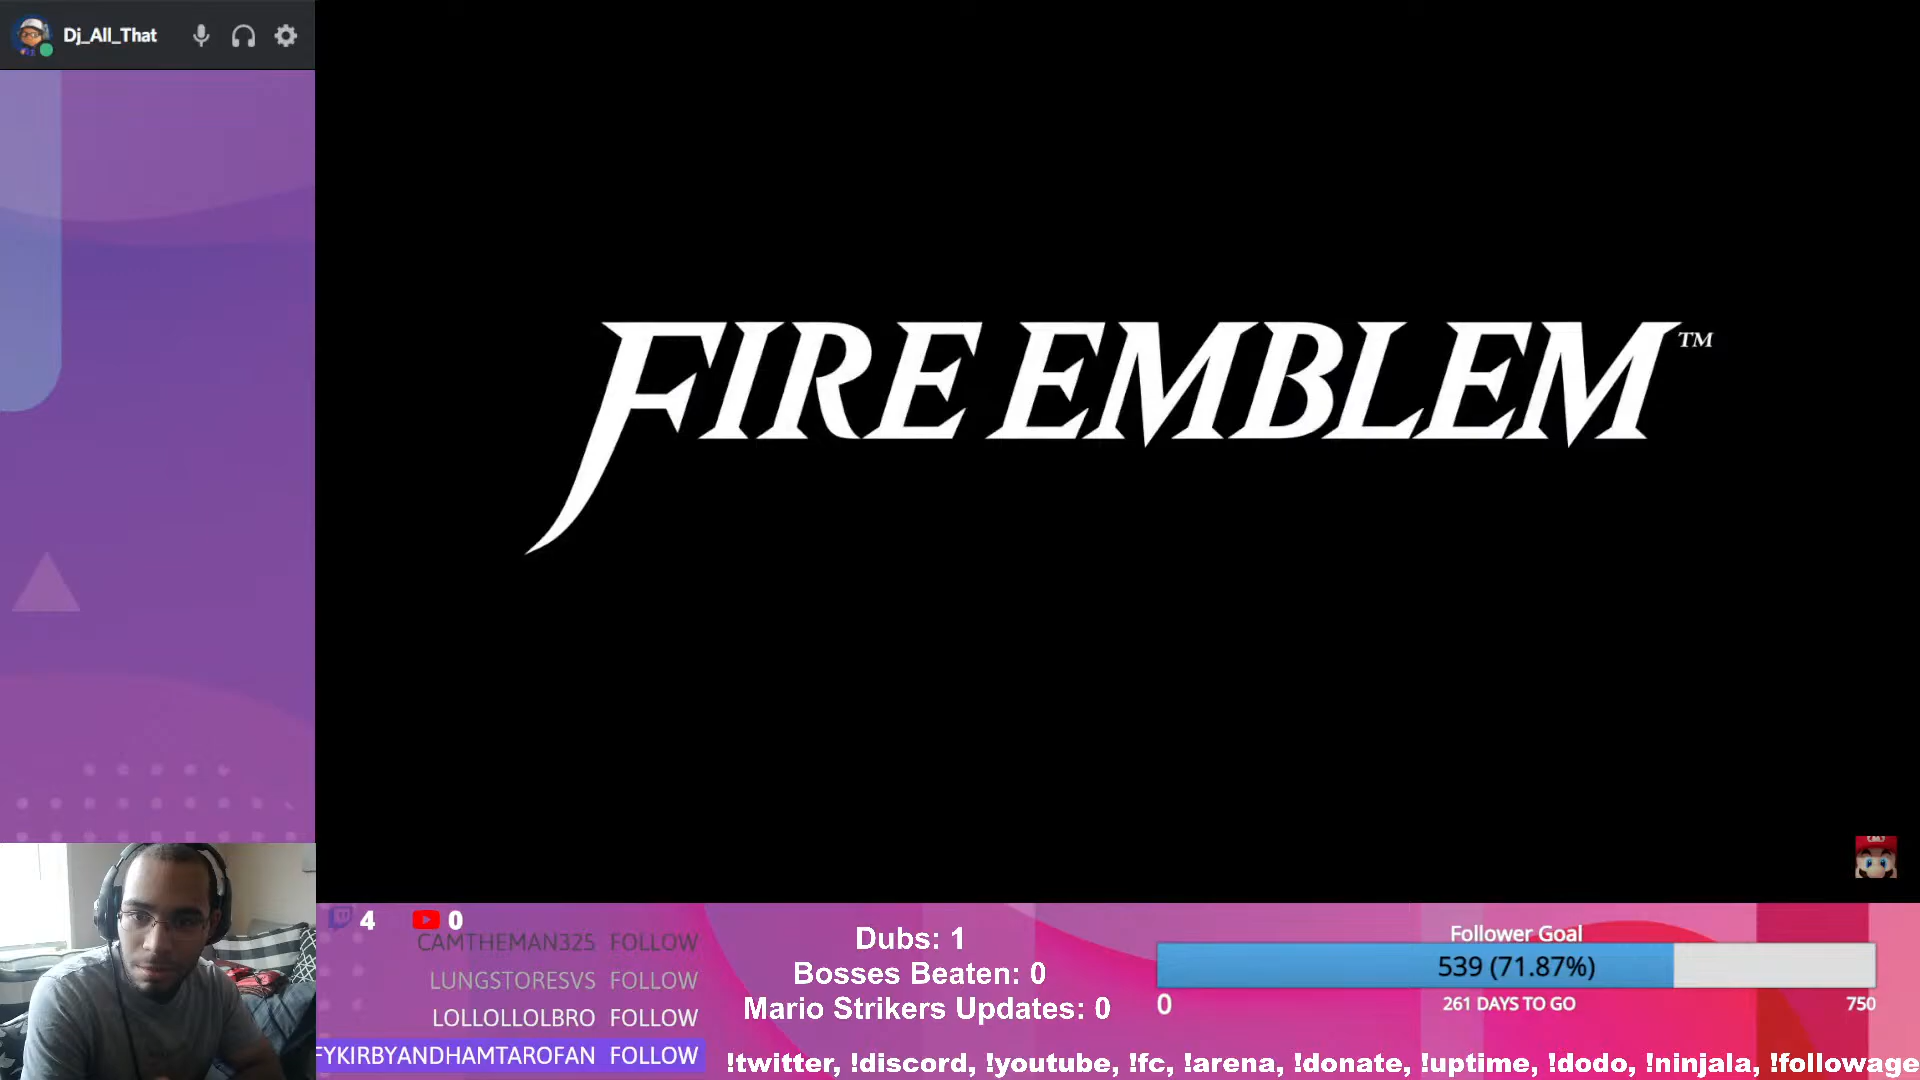 Dj_All_That
FIRE EMBLEM™
4
0
CAMTHEMAN325 FOLLOW
LUNGSTORESVS FOLLOW
LOLLOLLOLBRO FOLLOW
FYKIRBYANDHAMTAROFAN FOLLOW
Dubs: 1
Bosses Beaten: 0
Mario Strikers Updates: 0
Follower Goal
539 (71.87%)
0
261 DAYS TO GO
750
!twitter, !discord, !youtube, !fc, !arena, !donate, !uptime, !dodo, !ninjala, !followage